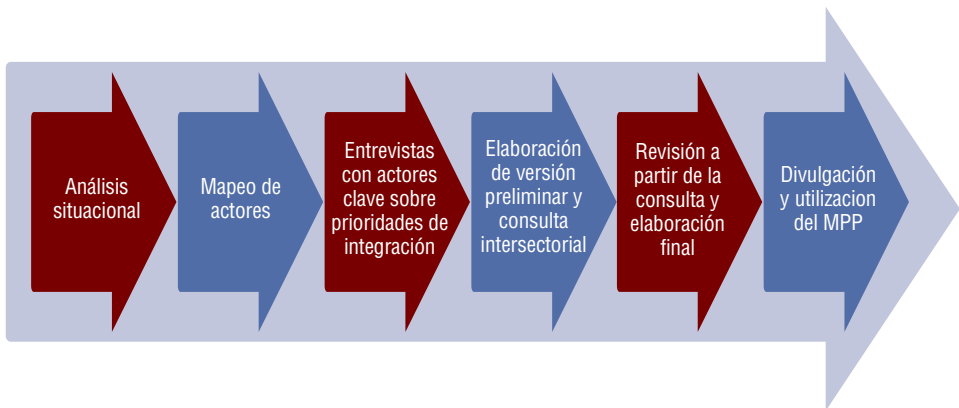 Análisis
situacional
Mapeo de
actores
Entrevistas
con actores
clave sobre
prioridades de
integración
Elaboración
de versión
preliminar y
consulta
intersectorial
Revisión a
partir de la
consulta y
elaboración
final
Divulgación
y utilizacion
del MPP